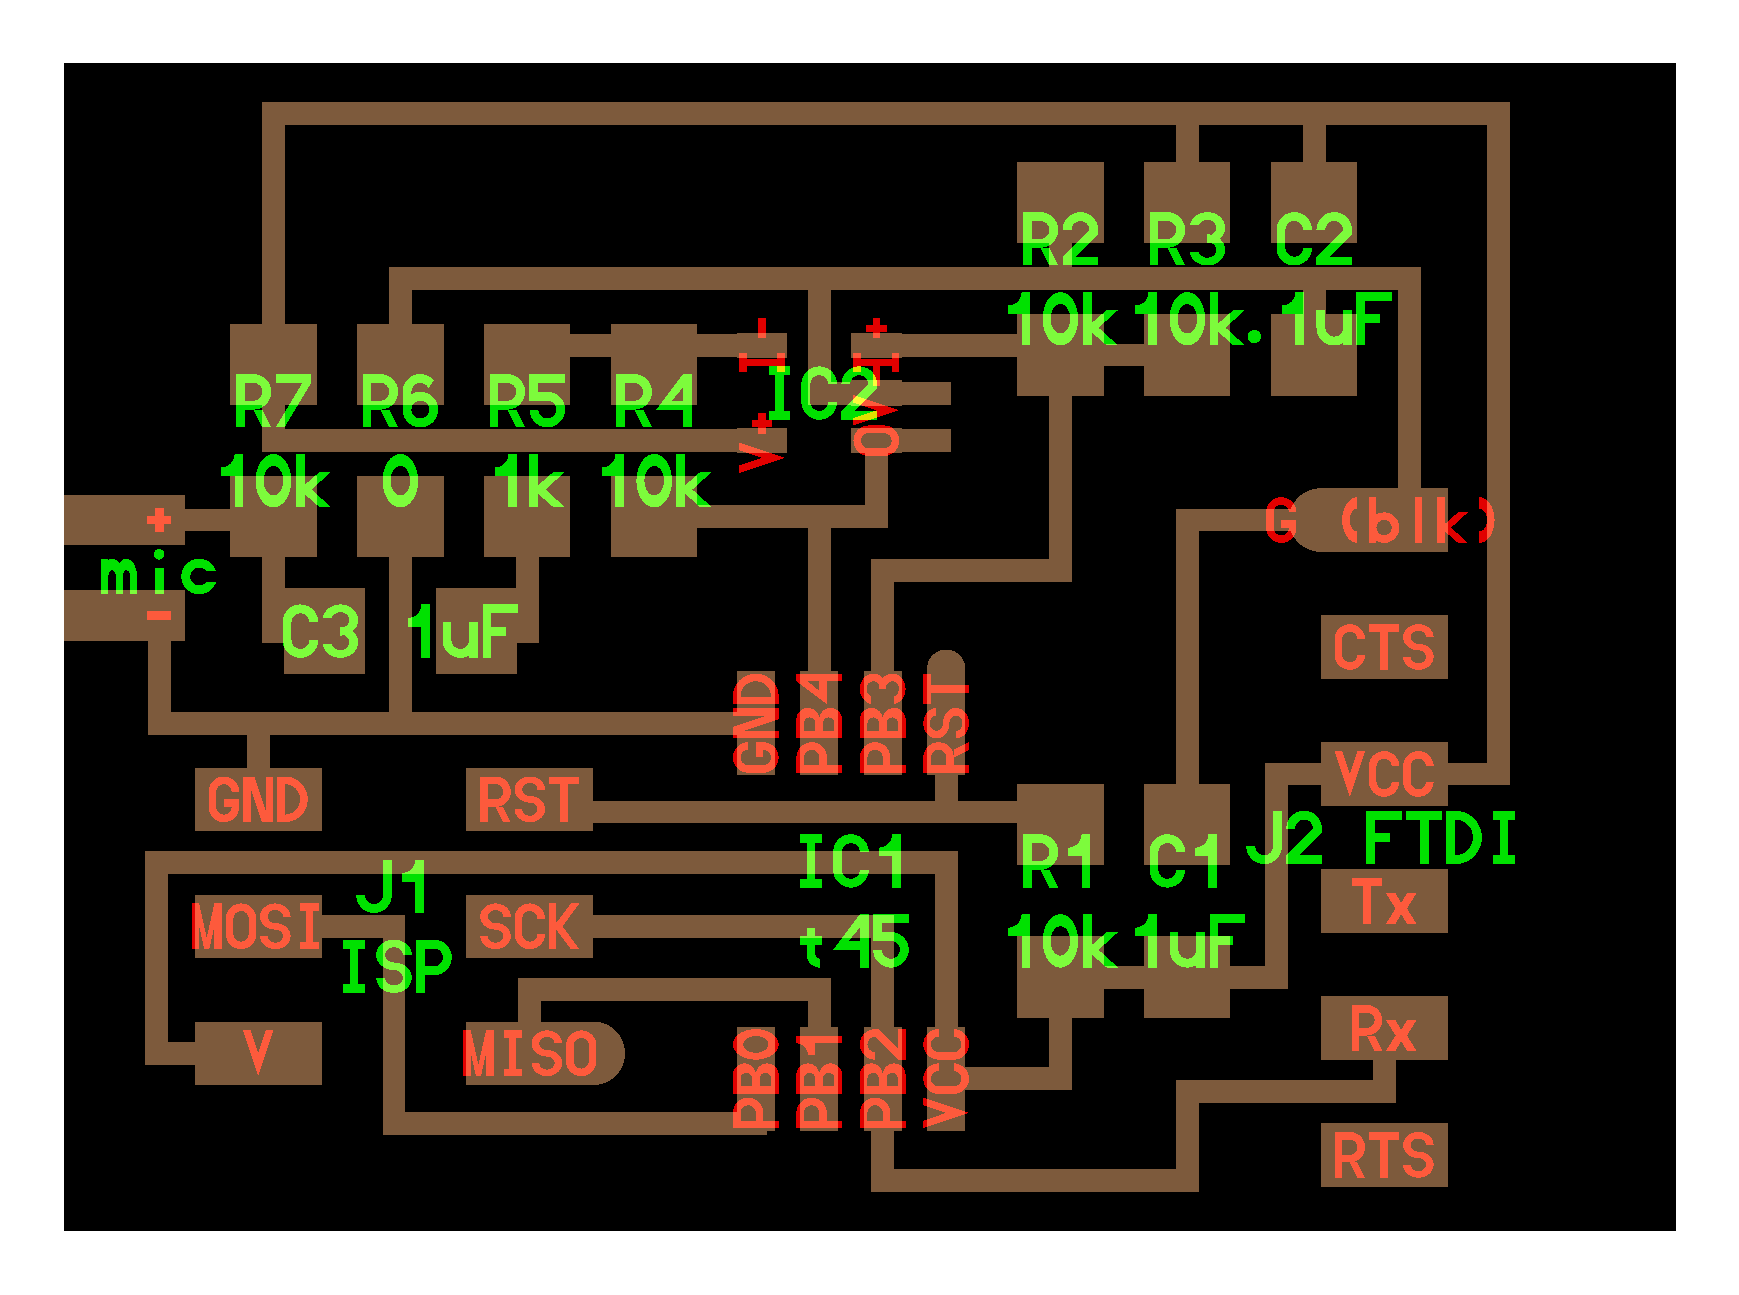 R2
R3
C2
10k
10k
.1uF
I-
I+
IC2
V-
V+
O
R7
R6
R5
R4
10k
0
1k
10k
+
mic
-
G (blk)
C3
1uF
CTS
GND
PB4
PB3
RST
GND
RST
VCC
J2 FTDI
IC1
t45
R1
C1
10k
1uF
J1
ISP
MOSI
SCK
Tx
V
MISO
PB0
PB1
PB2
VCC
Rx
RTS